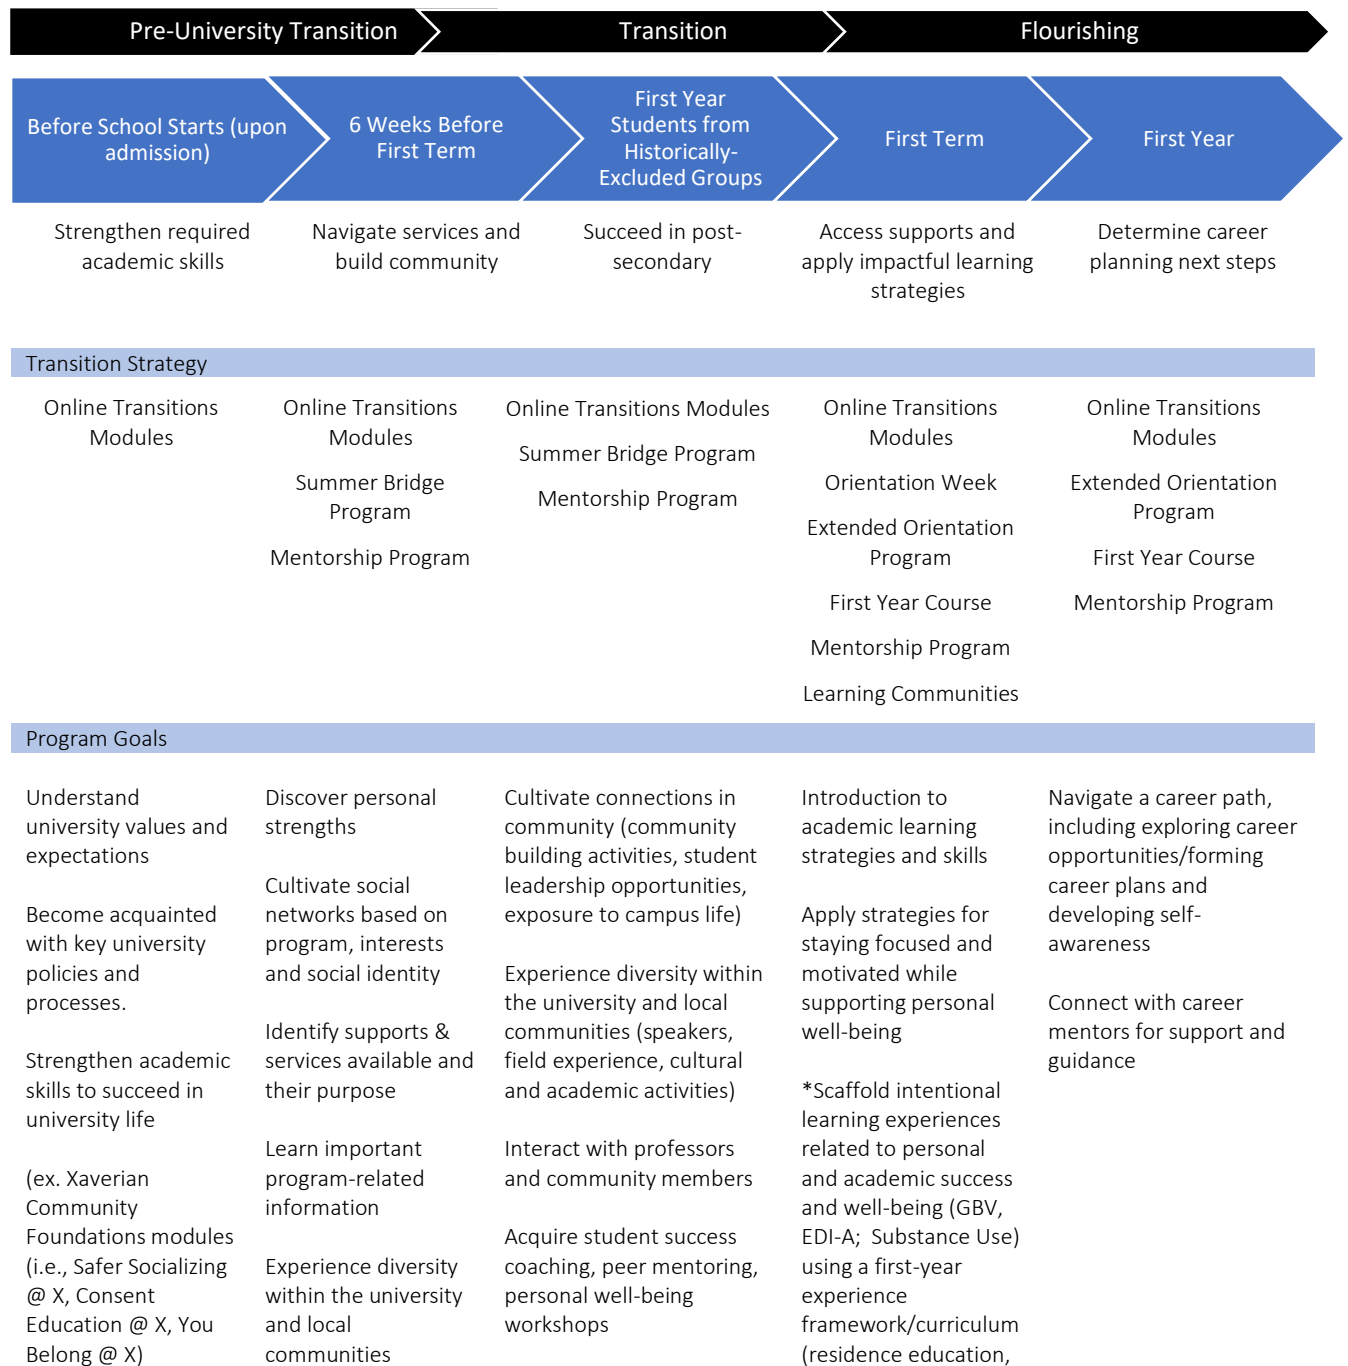 Pre-University Transition
Transition
Flourishing
Before School Starts (upon
admission)
6 Weeks Before
First Term
First Year
Students from
Historically-
Excluded Groups
First Term
First Year
Strengthen required
academic skills
Navigate services and
build community
Succeed in post-
secondary
Access supports and
apply impactful learning
strategies
Determine career
planning next steps
Transition Strategy
Online Transitions
Modules
Online Transitions
Modules
Summer Bridge
Program
Mentorship Program
Online Transitions Modules
Summer Bridge Program
Mentorship Program
Online Transitions
Modules
Orientation Week
Extended Orientation
Program
First Year Course
Mentorship Program
Learning Communities
Online Transitions
Modules
Extended Orientation
Program
First Year Course
Mentorship Program
Program Goals
Understand
university values and
expectations
Become acquainted
with key university
policies and
processes.
Strengthen academic
skills to succeed in
university life
(ex. Xaverian
Community
Foundations modules
(i.e., Safer Socializing
@ X, Consent
Education @ X, You
Belong @ X)
Discover personal
strengths
Cultivate social
networks based on
program, interests
and social identity
Identify supports &
services available and
their purpose
Learn important
program-related
information
Experience diversity
within the university
and local
communities
Cultivate connections in
community (community
building activities, student
leadership opportunities,
exposure to campus life)
Experience diversity within
the university and local
communities (speakers,
field experience, cultural
and academic activities)
Interact with professors
and community members
Acquire student success
coaching, peer mentoring,
personal well-being
workshops
Introduction to
academic learning
strategies and skills
Apply strategies for
staying focused and
motivated while
supporting personal
well-being
*Scaffold intentional
learning experiences
related to personal
and academic success
and well-being (GBV,
EDI-A;  Substance Use)
using a first-year
experience
framework/curriculum
(residence education,
Navigate a career path,
including exploring career
opportunities/forming
career plans and
developing self-
awareness
Connect with career
mentors for support and
guidance